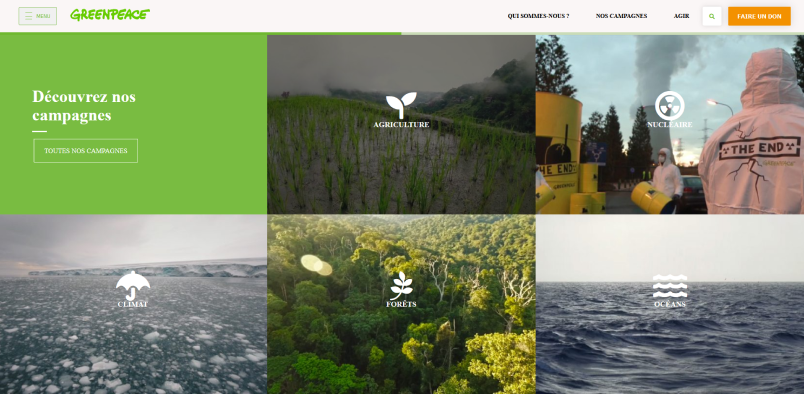 MENU
GREENPEACE
QUI SOMMES-NOUS ?
NOS CAMPAGNES
AGIR
FAIRE UN DON
Découvrez nos
campagnes
TOUTES NOS CAMPAGNES
AGRICULTURE
NUCLÉAIRE
THE END
THE END
CLIMAT
FORÊTS
OCÉANS